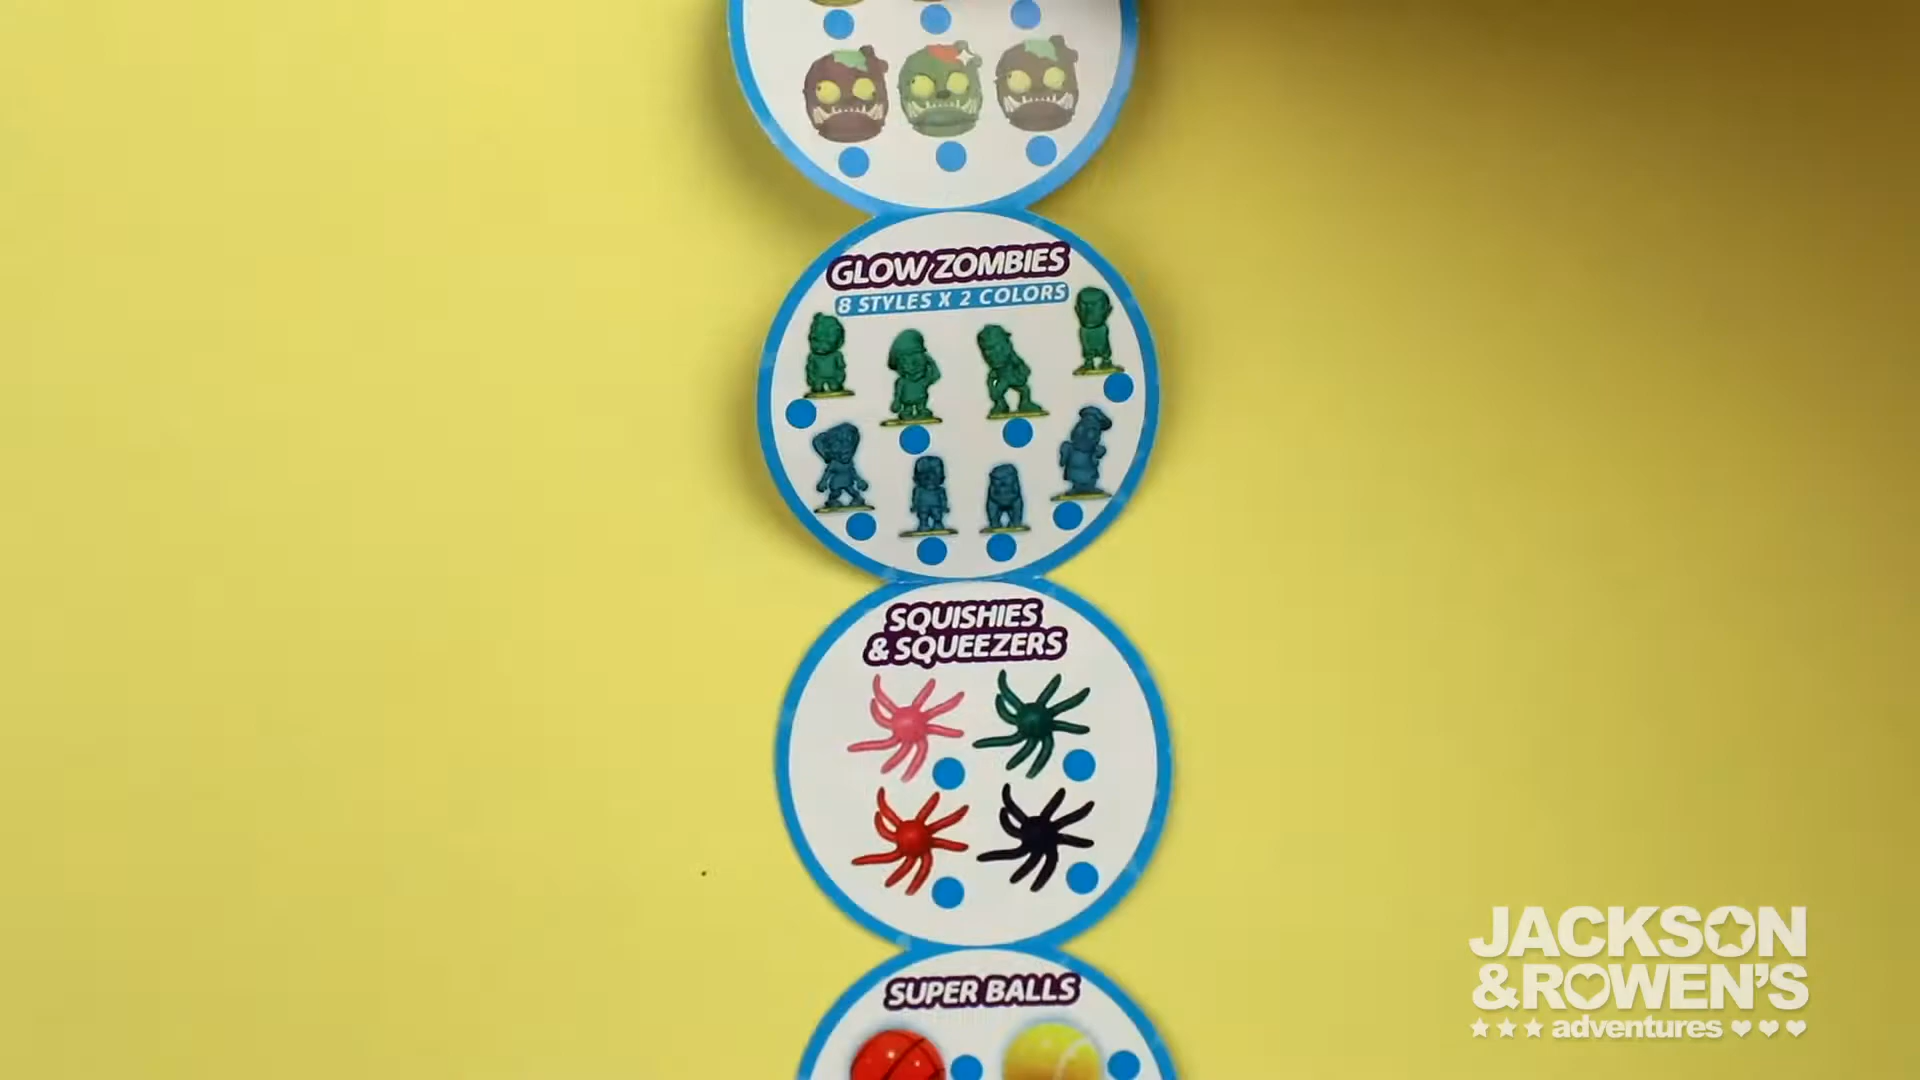 GLOW ZOMBIES
8 STYLES X 2 COLORS
SQUISHIES
& SQUEEZERS
SUPER BALLS
JACKSON
&ROWEN'S
adventures